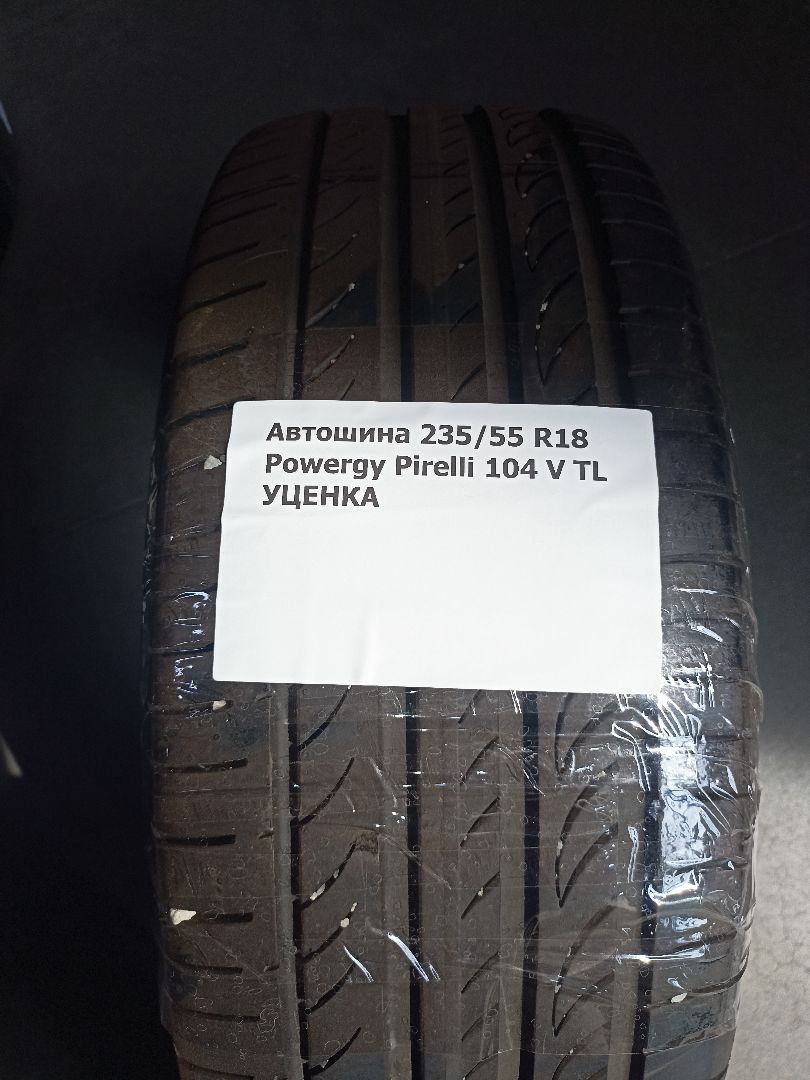 Автошина 235/55 R18
Powergy Pirelli 104 V TL
УЦЕНКА